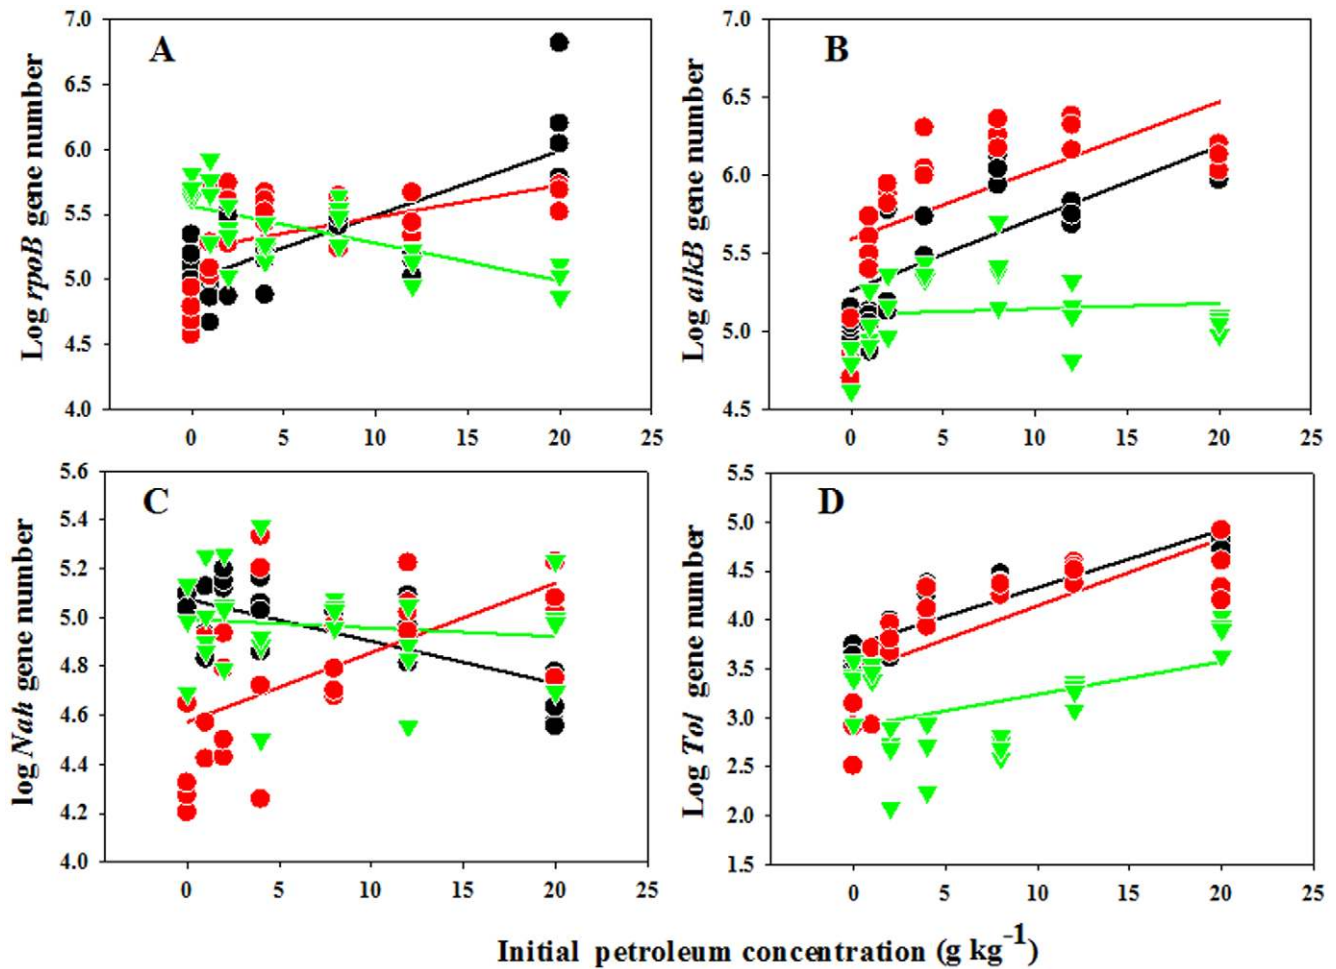 A
Log rpoB gene number
7.0
6.5
6.0
5.5
5.0
4.5
4.0
0 5 10 15 20 25
B
Log alkB gene number
7.0
6.5
6.0
5.5
5.0
4.5
0 5 10 15 20 25
C
log Nah gene number
5.6
5.4
5.2
5.0
4.8
4.6
4.4
4.2
4.0
0 5 10 15 20 25
D
Log Tol gene number
5.5
5.0
4.5
4.0
3.5
3.0
2.5
2.0
1.5
0 5 10 15 20 25
Initial petroleum concentration (g kg⁻¹)